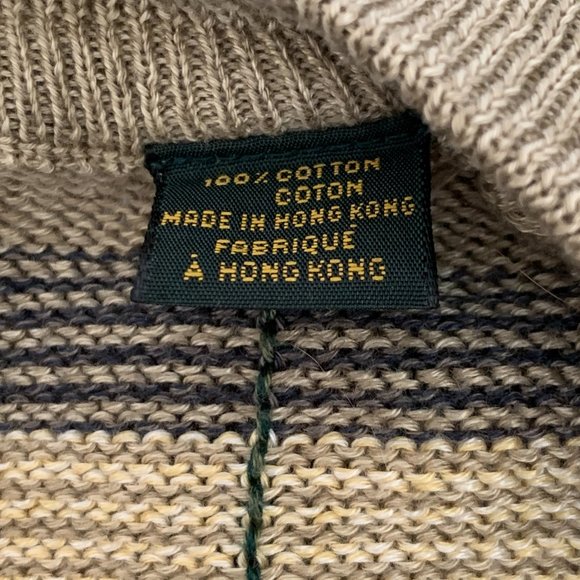 100% COTTON
COTON
MADE IN HONG KONG
FABRIQUÉ
À HONG KONG